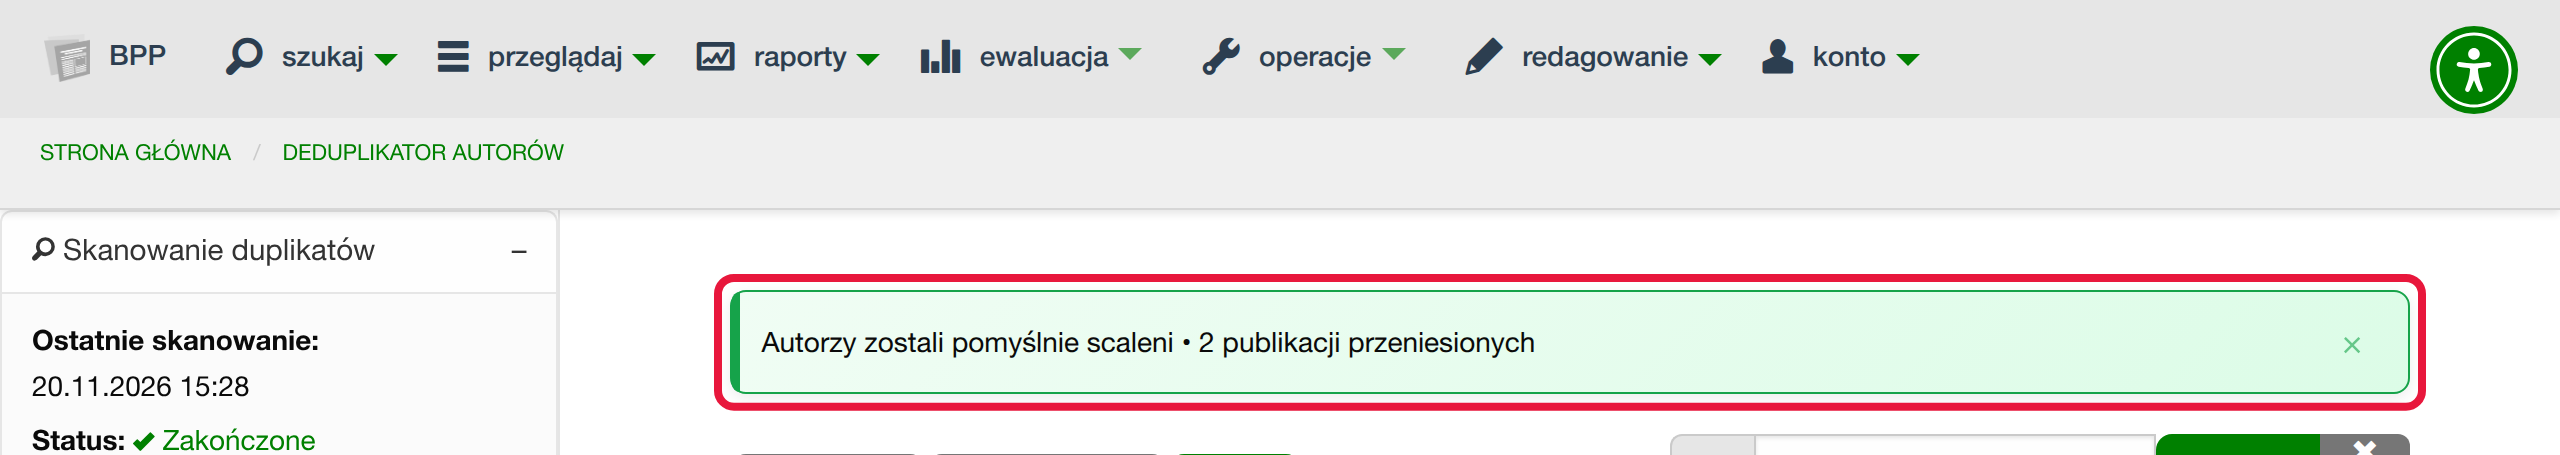 BPP szukaj przeglądaj raporty ewaluacja operacje redagowanie konto
STRONA GŁÓWNA / DEDUPLIKATOR AUTORÓW
Skanowanie duplikatów –
Autorzy zostali pomyślnie scaleni • 2 publikacji przeniesionych ×
Ostatnie skanowanie:
20.11.2026 15:28
Status: ✔ Zakończone